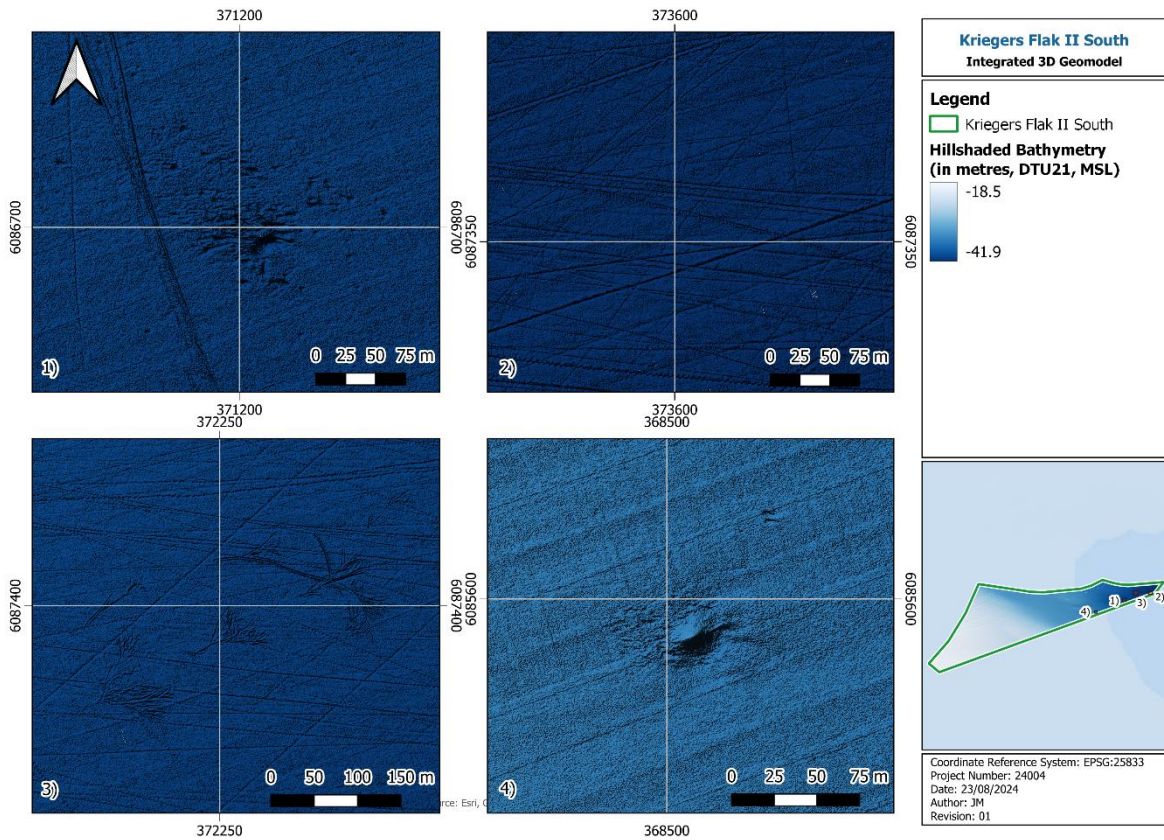 371200
373600
Kriegers Flak II South
Integrated 3D Geomodel
Legend
Kriegers Flak II South
Hillshaded Bathymetry
(in metres, DTU21, MSL)
-18.5
-41.9
6086700
6086700
6087350
6087350
1)
0 25 50 75 m
2)
0 25 50 75 m
371200
373600
372250
368500
6087400
6087400
6085600
6085600
3)
0 50 100 150 m
4)
0 25 50 75 m
urce: Esri,
372250
368500
1)
2)
3)
4)
Coordinate Reference System: EPSG:25833
Project Number: 24004
Date: 23/08/2024
Author: JM
Revision: 01